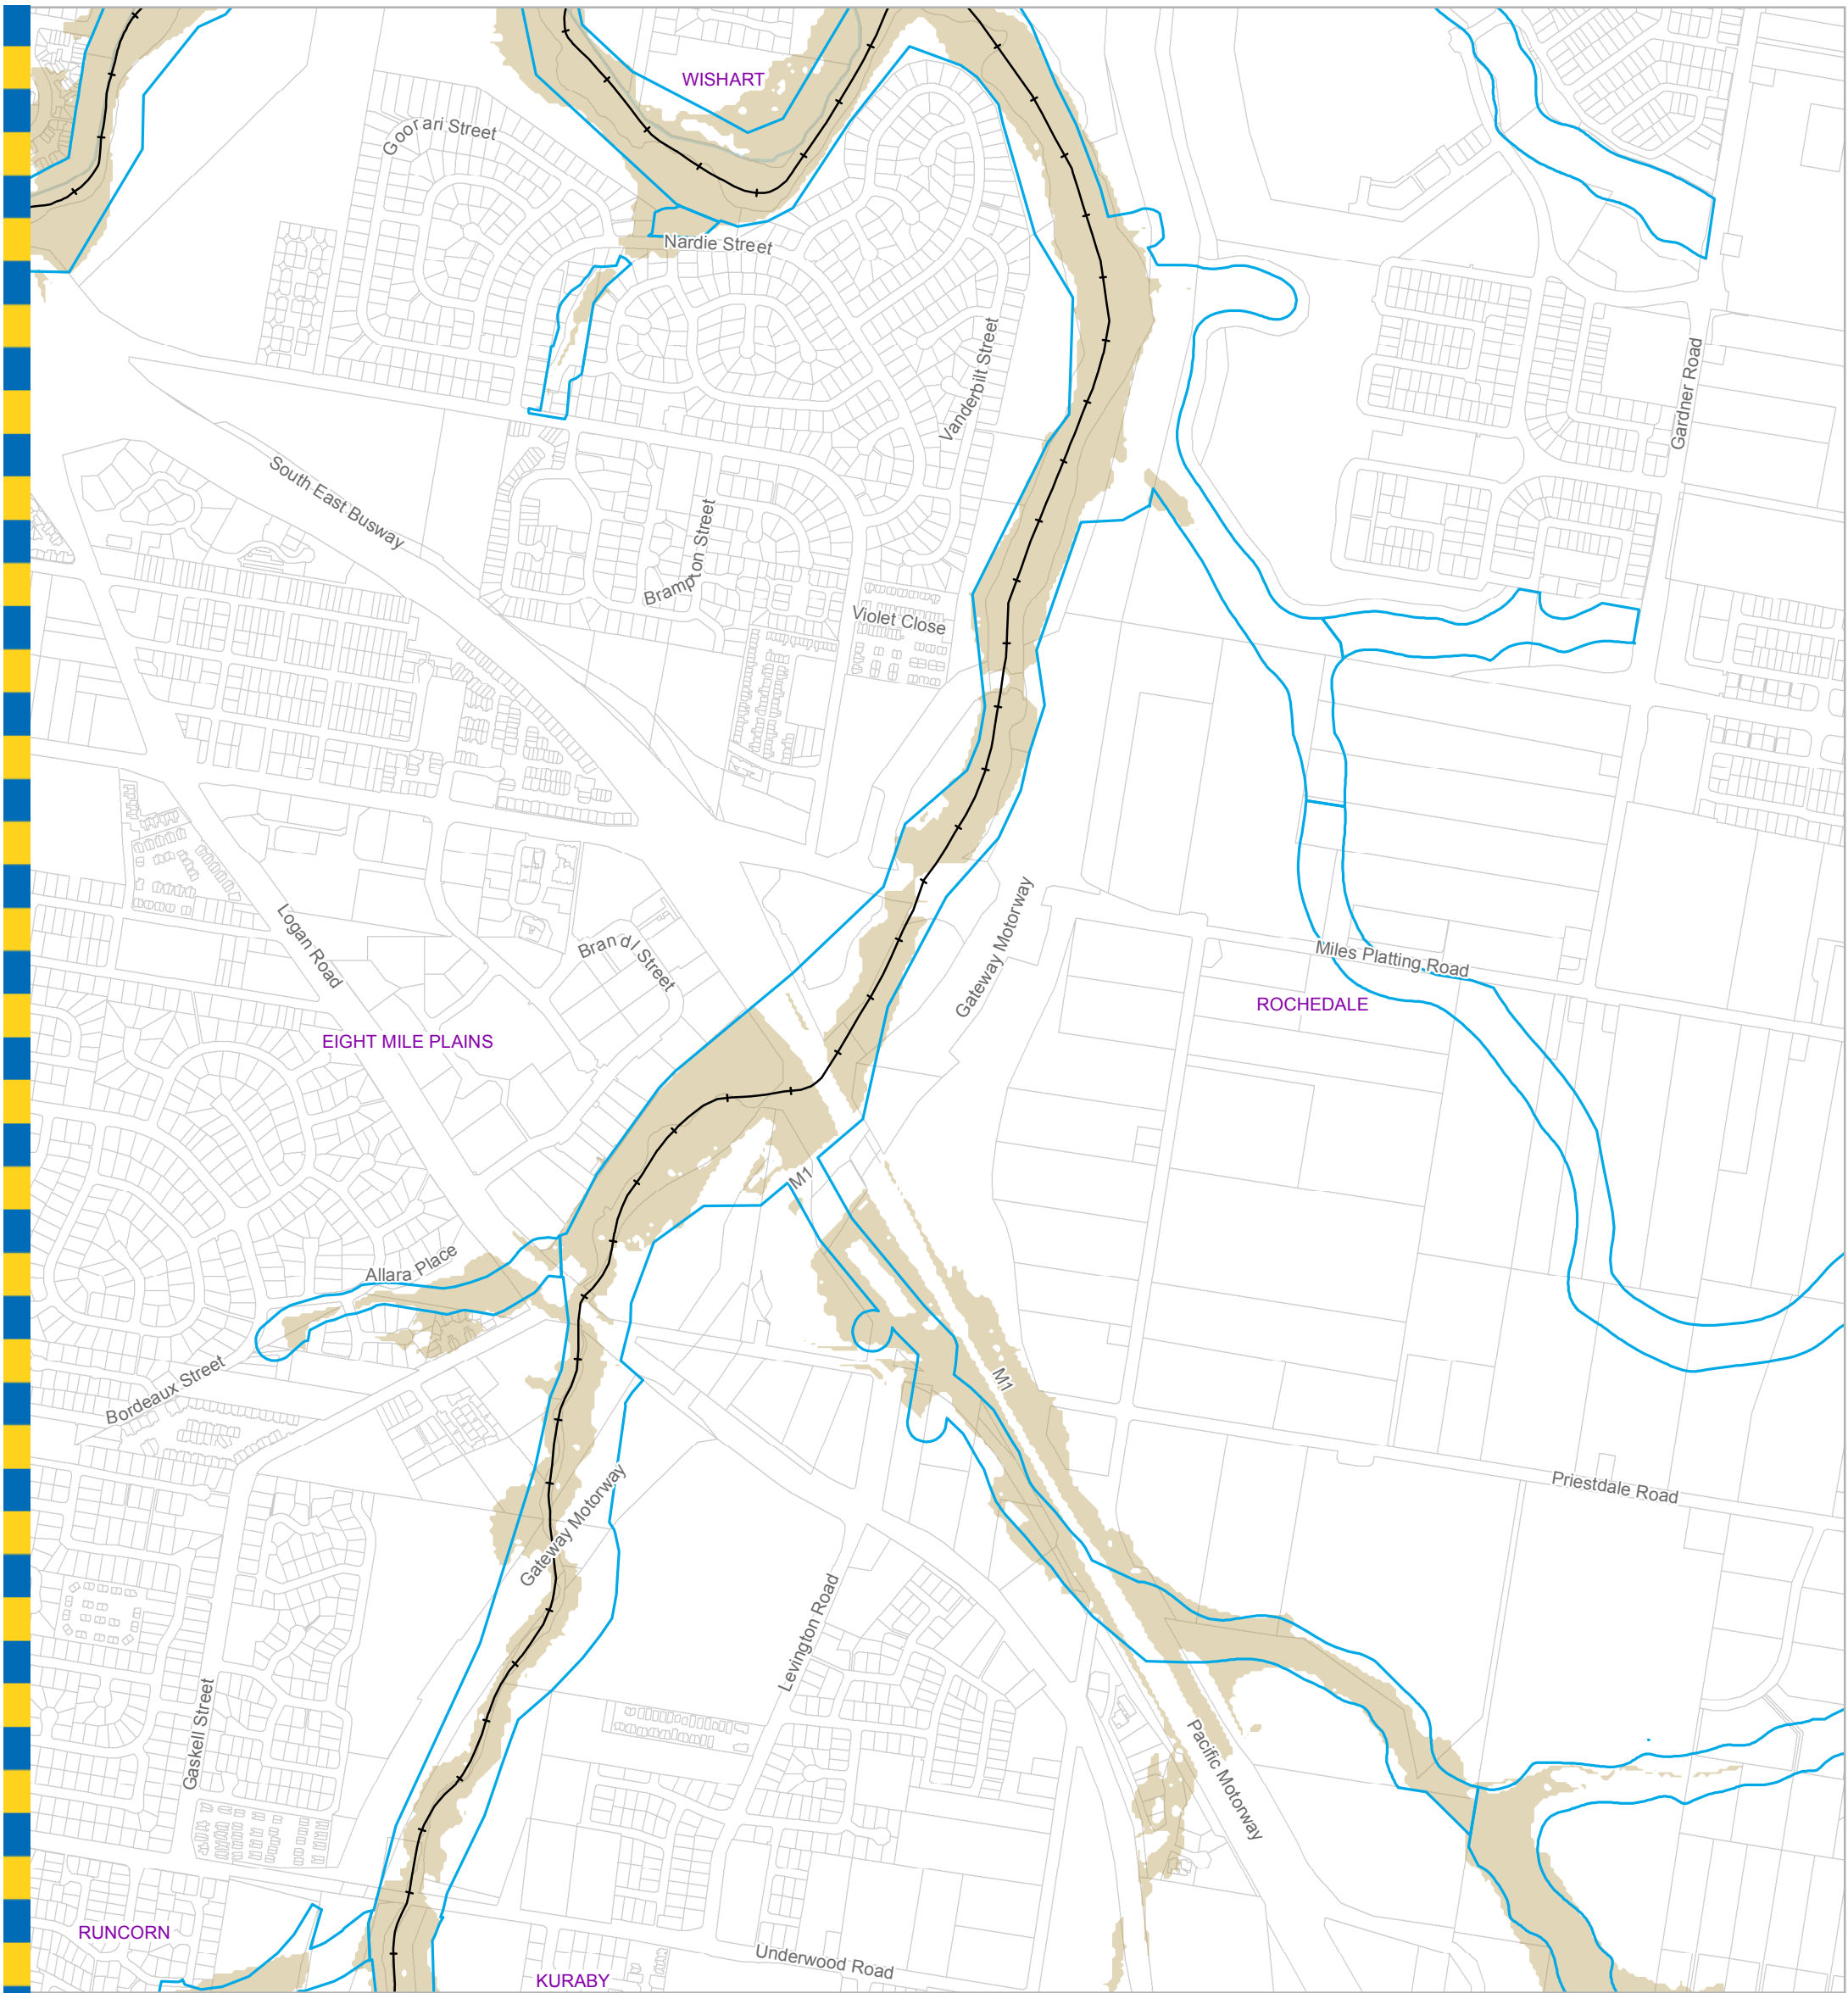 WISHART
Goorari Street
Nardie Street
Vanderbilt Street
Gardner Road
South East Busway
Brampton Street
Violet Close
Logan Road
Brandl Street
Gateway Motorway
Miles Platting Road
ROCHEDALE
EIGHT MILE PLAINS
M1
Allara Place
Bordeaux Street
M1
Priestdale Road
Gateway Motorway
Levington Road
Gaskell Street
Pacific Motorway
RUNCORN
Underwood Road
KURABY